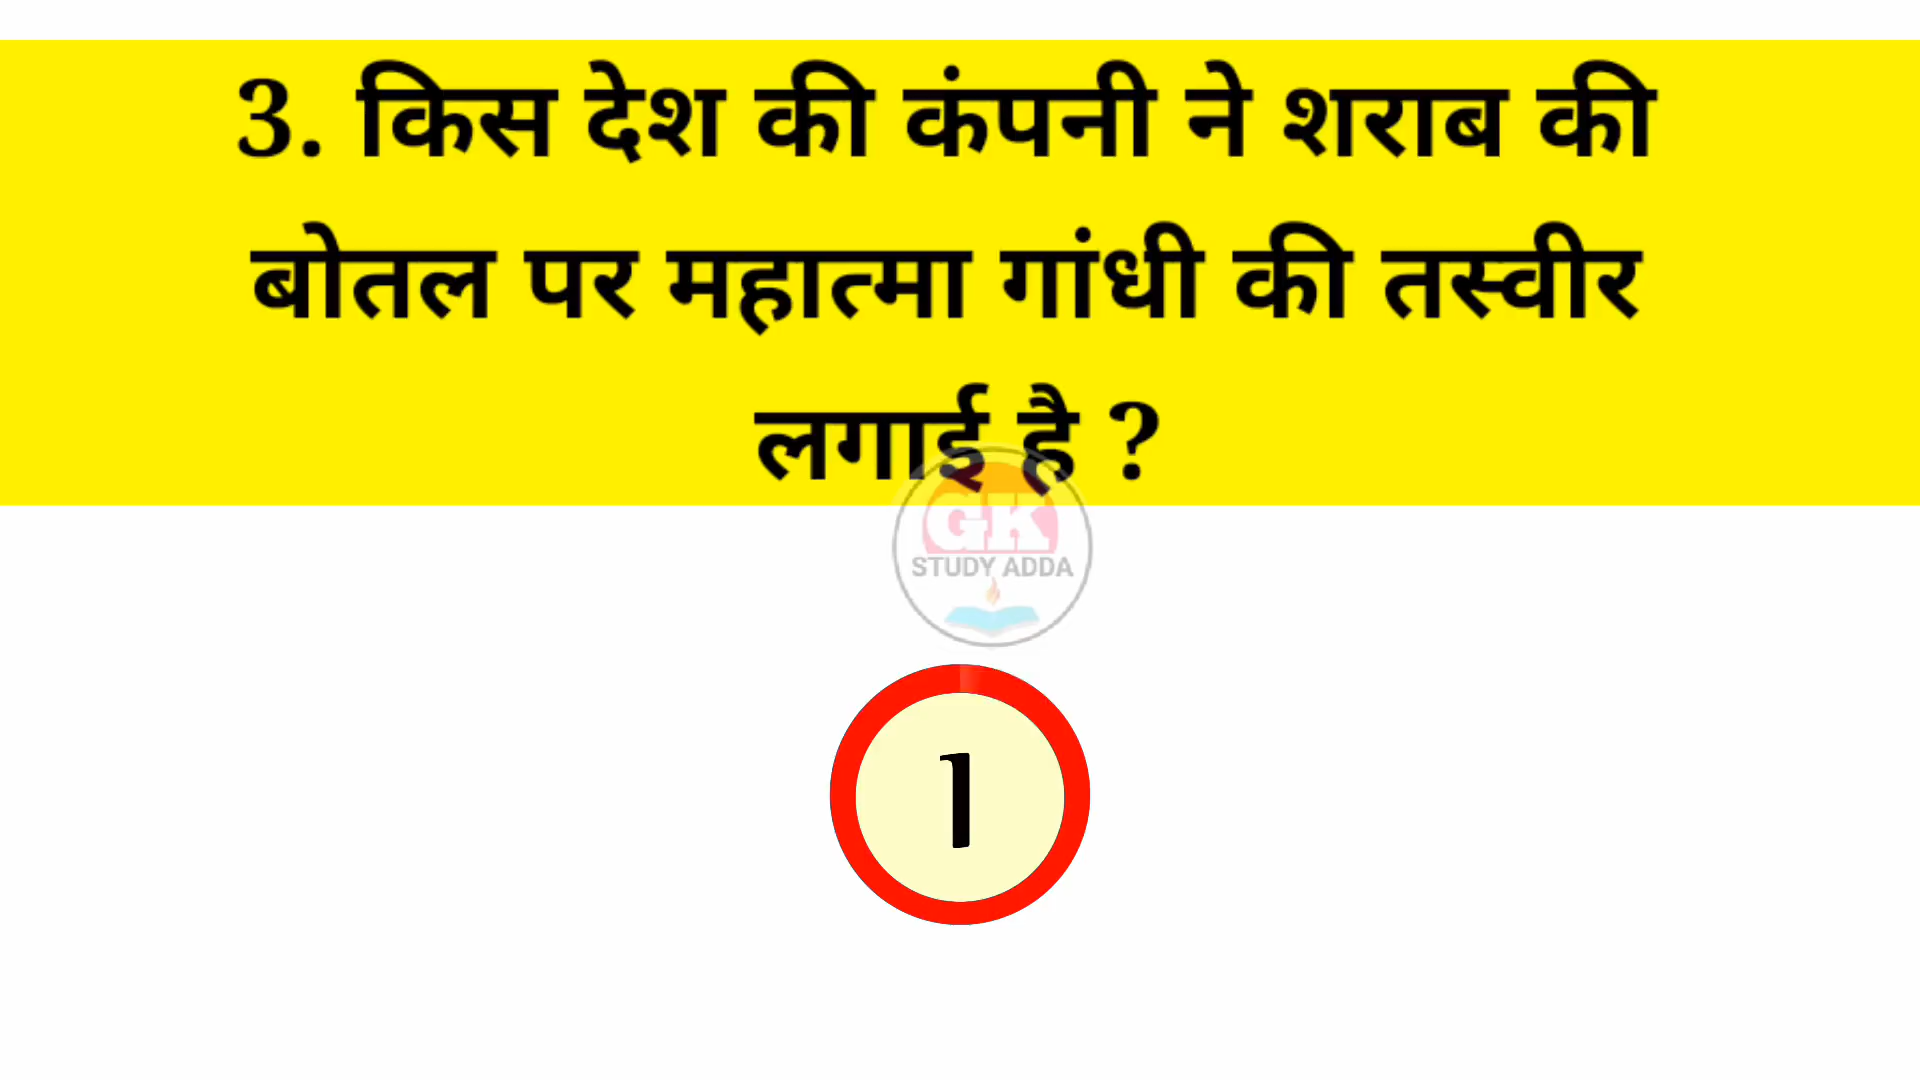 3. किस देश की कंपनी ने शराब की
बोतल पर महात्मा गांधी की तस्वीर
लगाई है ?
GK
STUDY ADDA
1